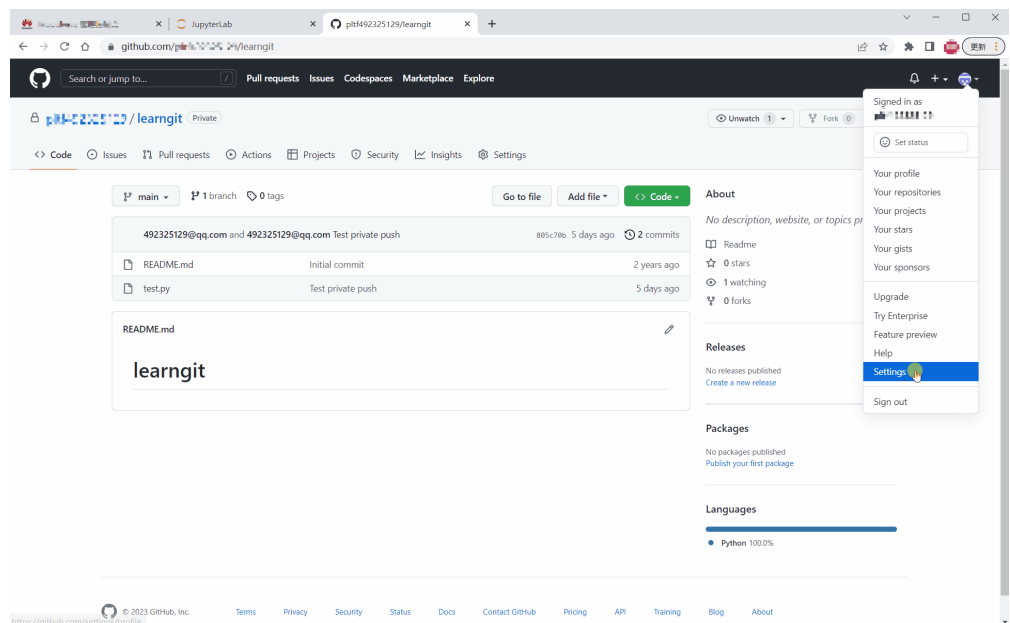 JupyterLab
pltf492325129/learngit
github.com/
/learngit
更新
Search or jump to...
/
Pull requests
Issues
Codespaces
Marketplace
Explore
/ learngit
Private
Unwatch 1
Fork 0
Code
Issues
Pull requests
Actions
Projects
Security
Insights
Settings
main
1 branch
0 tags
Go to file
Add file
Code
492325129@qq.com and 492325129@qq.com Test private push
805c70b 5 days ago
2 commits
README.md
Initial commit
2 years ago
test.py
Test private push
5 days ago
README.md
learngit
About
No description, website, or topics
Readme
0 stars
1 watching
0 forks
Releases
No releases published
Create a new release
Packages
No packages published
Publish your first package
Languages
Python 100.0%
Signed in as
Set status
Your profile
Your repositories
Your projects
Your stars
Your gists
Your sponsors
Upgrade
Try Enterprise
Feature preview
Help
Settings
Sign out
© 2023 GitHub, Inc.
Terms
Privacy
Security
Status
Docs
Contact GitHub
Pricing
API
Training
Blog
About
https://github.com/settings/profile